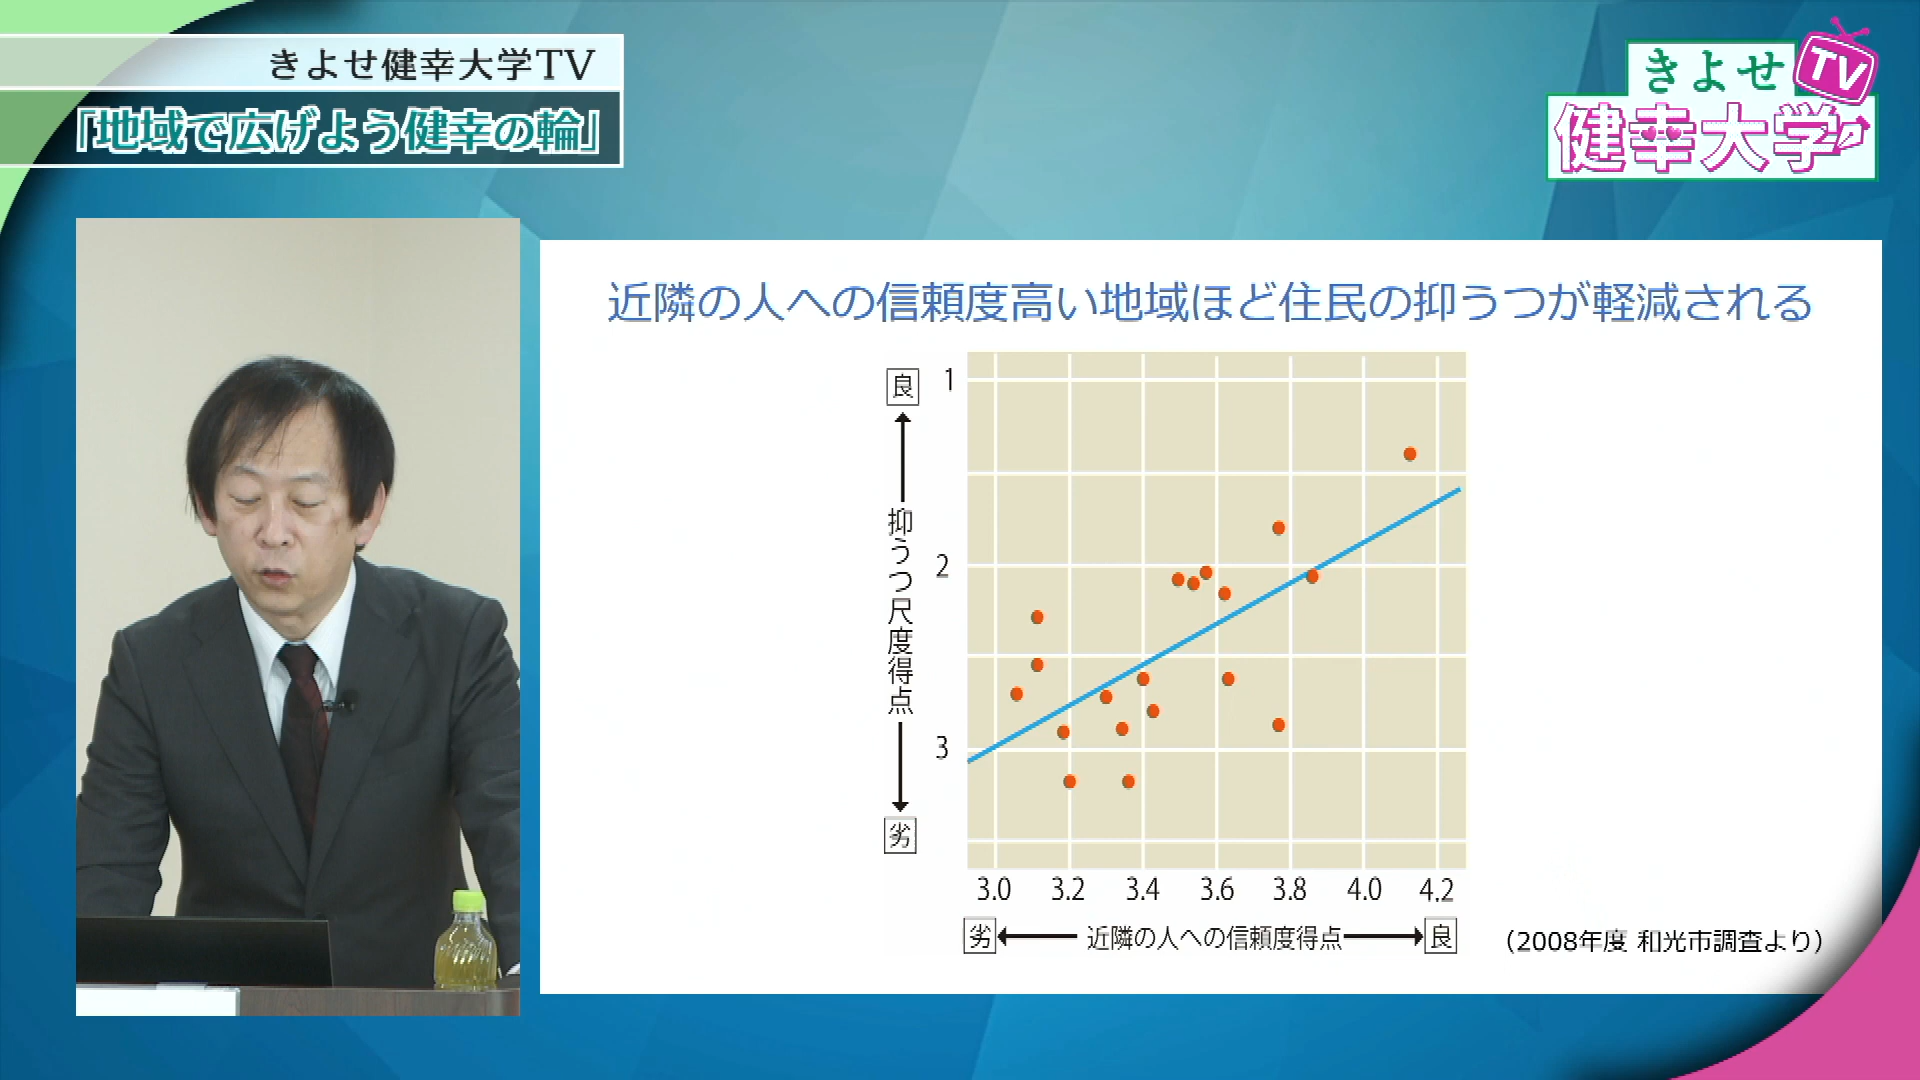 きよせ健幸大学TV
「地域で広げよう健幸の輪」
きよせ
TV
健幸大学
近隣の人への信頼度高い地域ほど住民の抑うつが軽減される
良
抑うつ尺度得点
劣
1
2
3
3.0 3.2 3.4 3.6 3.8 4.0 4.2
劣 近隣の人への信頼度得点 良
（2008年度 和光市調査より）